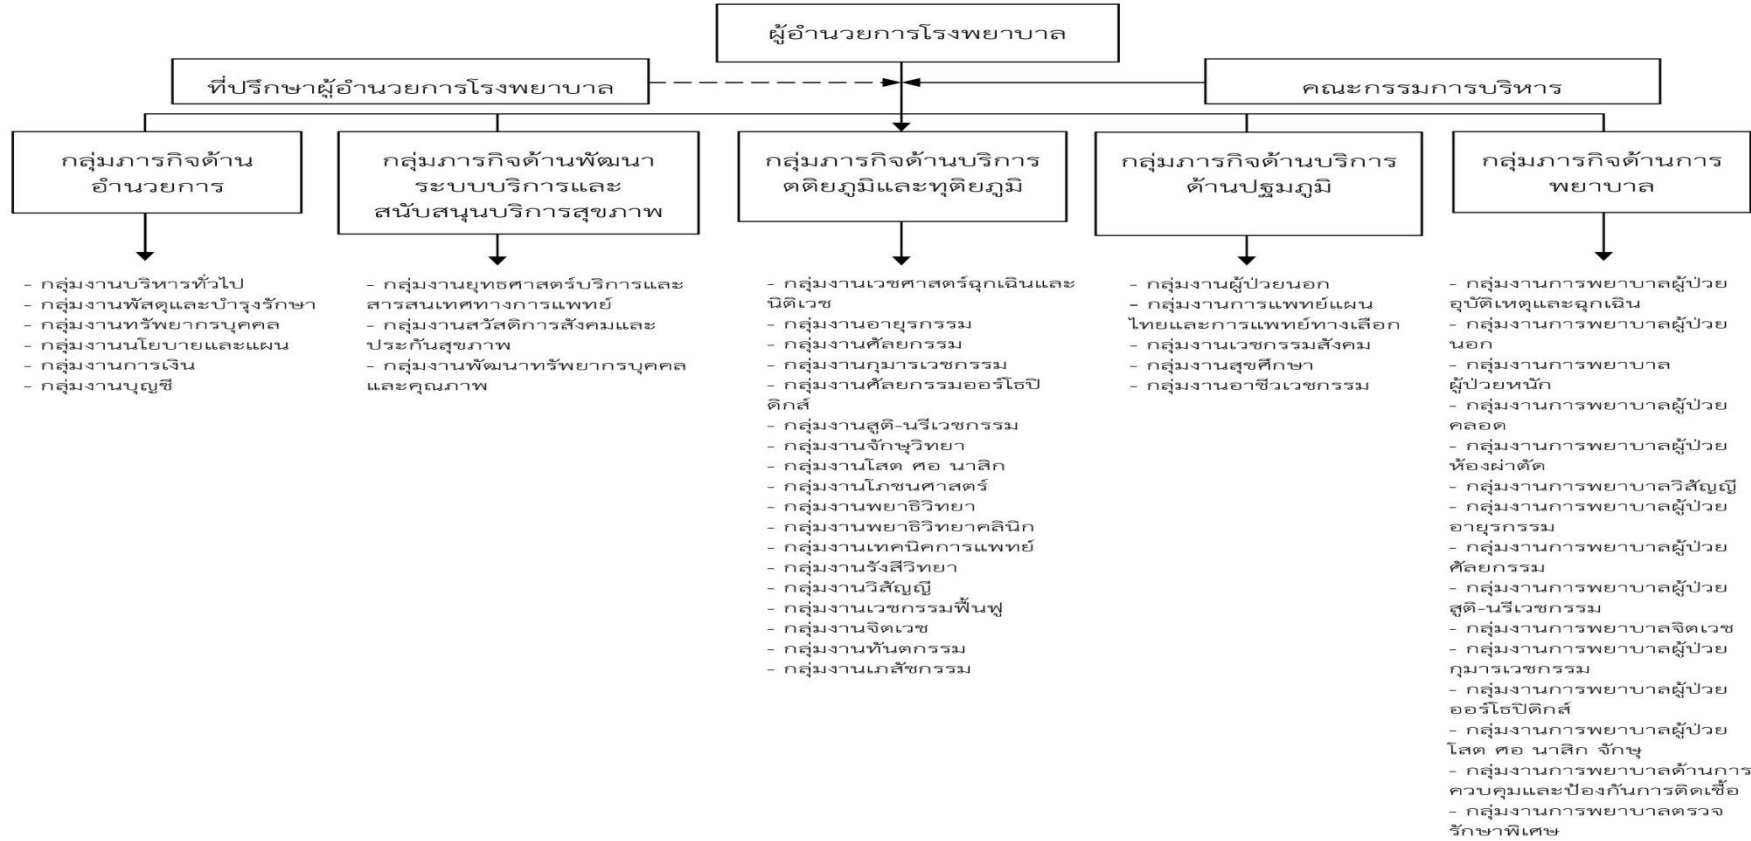 ผู้อำนวยการโรงพยาบาล
ที่ปรึกษาผู้อำนวยการโรงพยาบาล
คณะกรรมการบริหาร
กลุ่มภารกิจด้าน
อำนวยการ
- กลุ่มงานบริหารทั่วไป
- กลุ่มงานพัสดุและบำรุงรักษา
- กลุ่มงานทรัพยากรบุคคล
- กลุ่มงานนโยบายและแผน
- กลุ่มงานการเงิน
- กลุ่มงานบุญชี
กลุ่มภารกิจด้านพัฒนา
ระบบบริการและ
สนับสนุนบริการสุขภาพ
- กลุ่มงานยุทธศาสตร์บริการและ
สารสนเทศทางการแพทย์
- กลุ่มงานสวัสดิการสังคมและ
ประกันสุขภาพ
- กลุ่มงานพัฒนาทรัพยากรบุคคล
และคุณภาพ
กลุ่มภารกิจด้านบริการ
ตติยภูมิและทุติยภูมิ
- กลุ่มงานเวชศาสตร์ฉุกเฉินและ
นิติเวช
- กลุ่มงานอายุรกรรม
- กลุ่มงานศัลยกรรม
- กลุ่มงานกุมารเวชกรรม
- กลุ่มงานศัลยกรรมออร์โธปิ
ดิกส์
- กลุ่มงานสูติ-นรีเวชกรรม
- กลุ่มงานจักษุวิทยา
- กลุ่มงานโสต ศอ นาสิก
- กลุ่มงานโภชนศาสตร์
- กลุ่มงานพยาธิวิทยา
- กลุ่มงานพยาธิวิทยาคลินิก
- กลุ่มงานเทคนิคการแพทย์
- กลุ่มงานรังสีวิทยา
- กลุ่มงานวิสัญญี
- กลุ่มงานเวชกรรมฟื้นฟู
- กลุ่มงานจิตเวช
- กลุ่มงานทันตกรรม
- กลุ่มงานเภสัชกรรม
กลุ่มภารกิจด้านบริการ
ด้านปฐมภูมิ
- กลุ่มงานผู้ป่วยนอก
- กลุ่มงานการแพทย์แผน
ไทยและการแพทย์ทางเลือก
- กลุ่มงานเวชกรรมสังคม
- กลุ่มงานสุขศึกษา
- กลุ่มงานอาชีวเวชกรรม
กลุ่มภารกิจด้านการ
พยาบาล
- กลุ่มงานการพยาบาลผู้ป่วย
อุบัติเหตุและฉุกเฉิน
- กลุ่มงานการพยาบาลผู้ป่วย
นอก
- กลุ่มงานการพยาบาล
ผู้ป่วยหนัก
- กลุ่มงานการพยาบาลผู้ป่วย
คลอด
- กลุ่มงานการพยาบาลผู้ป่วย
ห้องผ่าตัด
- กลุ่มงานการพยาบาลวิสัญญี
- กลุ่มงานการพยาบาลผู้ป่วย
อายุรกรรม
- กลุ่มงานการพยาบาลผู้ป่วย
ศัลยกรรม
- กลุ่มงานการพยาบาลผู้ป่วย
สูติ-นรีเวชกรรม
- กลุ่มงานการพยาบาลจิตเวช
- กลุ่มงานการพยาบาลผู้ป่วย
กุมารเวชกรรม
- กลุ่มงานการพยาบาลผู้ป่วย
ออร์โธปิดิกส์
- กลุ่มงานการพยาบาลผู้ป่วย
โสต ศอ นาสิก จักษุ
- กลุ่มงานการพยาบาลด้านการ
ควบคุมและป้องกันการติดเชื้อ
- กลุ่มงานการพยาบาลตรวจ
รักษาพิเศษ